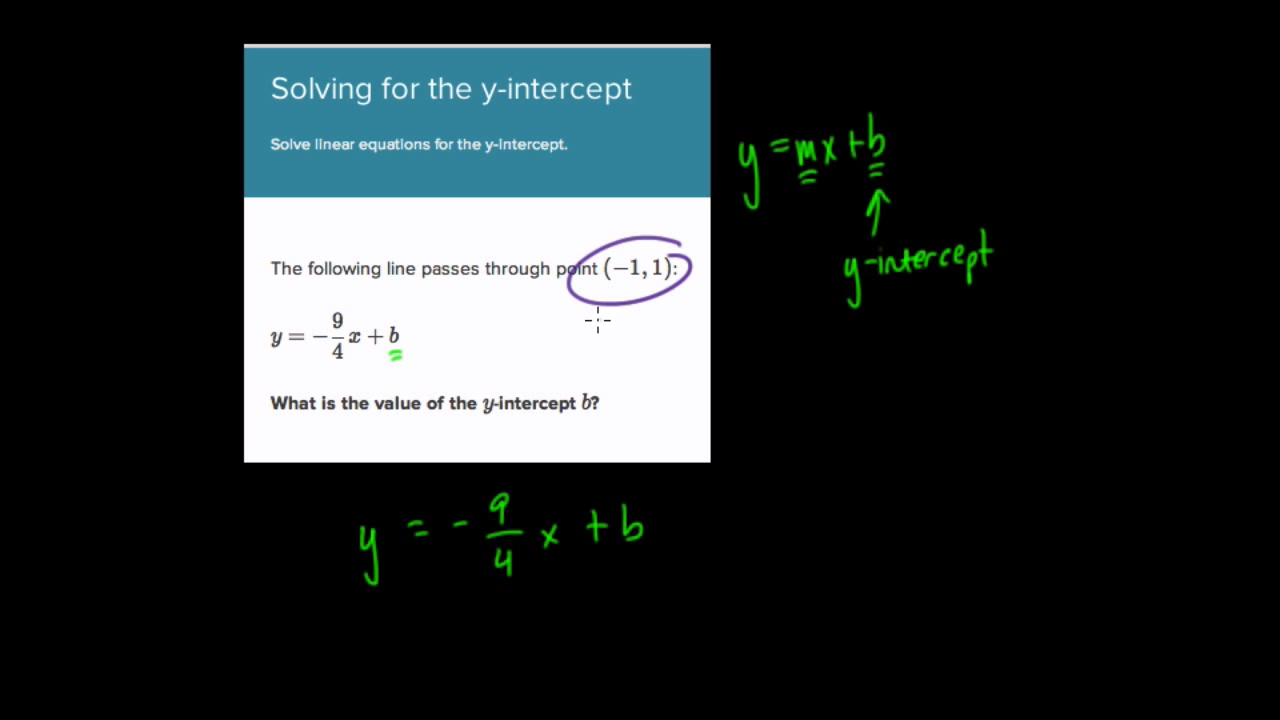 Solving for the y-intercept
Solve linear equations for the y-intercept.
y = mx + b
y-intercept
The following line passes through point (−1, 1):
y = −9/4 x + b
What is the value of the y-intercept b?
y = - 9/4 x + b